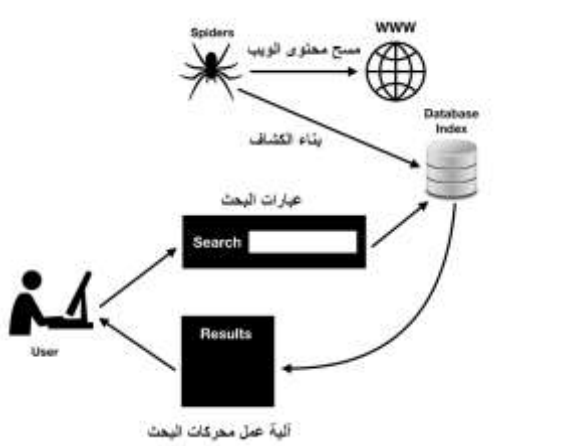 Spiders
WWW
مسح محتوى الويب
Database
Index
بناء الكشاف
عبارات البحث
Search
User
Results
آلية عمل محركات البحث